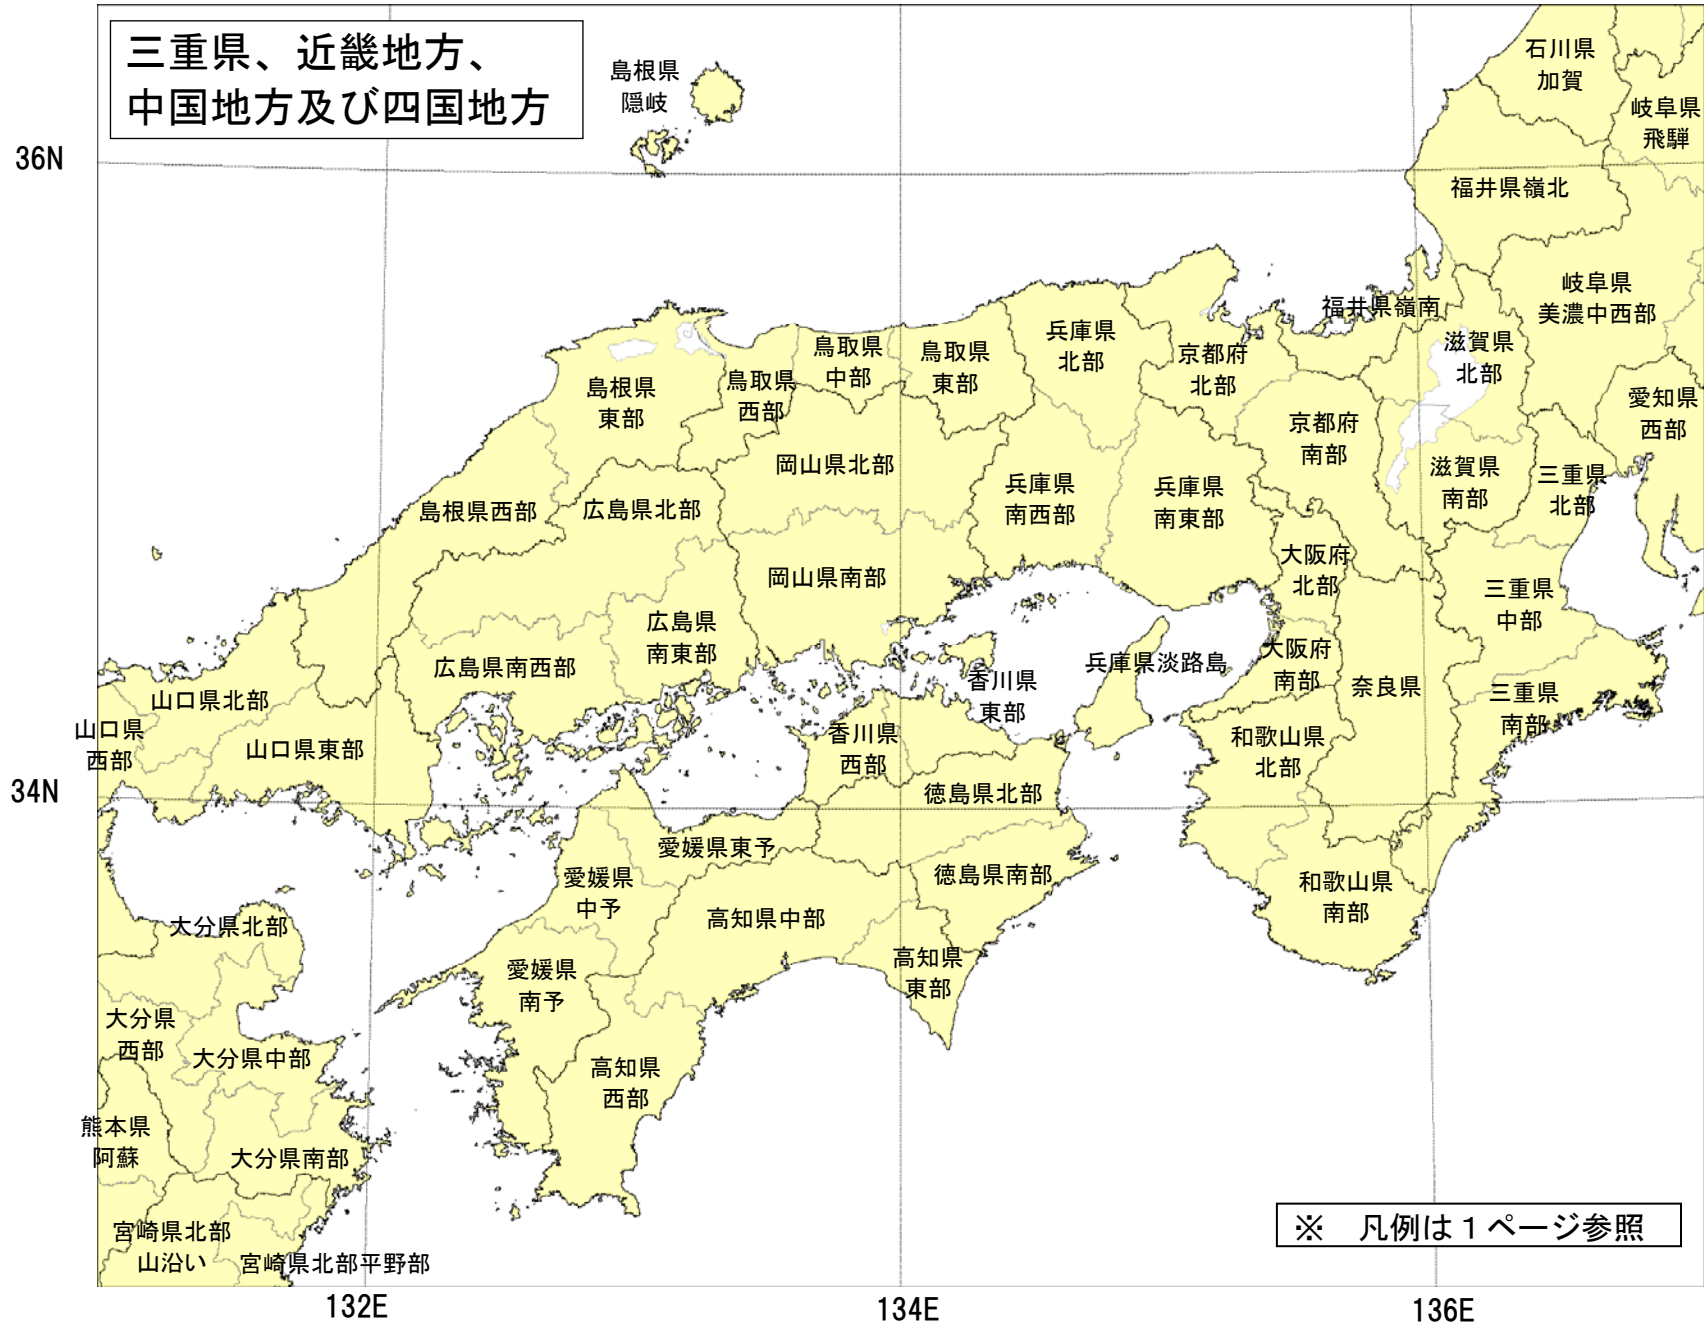 三重県、近畿地方、
中国地方及び四国地方
島根県
隠岐
石川県
加賀
岐阜県
飛騨
36N
福井県嶺北
岐阜県
美濃中西部
福井県嶺南
滋賀県
北部
兵庫県
北部
京都府
北部
鳥取県
中部
鳥取県
東部
鳥取県
西部
島根県
東部
愛知県
西部
京都府
南部
岡山県北部
滋賀県
南部
三重県
北部
兵庫県
南西部
兵庫県
南東部
島根県西部
広島県北部
大阪府
北部
岡山県南部
三重県
中部
広島県
南東部
広島県南西部
大阪府
南部
兵庫県淡路島
香川県
東部
奈良県
三重県
南部
山口県北部
山口県
西部
山口県東部
香川県
西部
和歌山県
北部
34N
徳島県北部
愛媛県東予
愛媛県
中予
徳島県南部
和歌山県
南部
高知県中部
大分県北部
高知県
東部
愛媛県
南予
大分県
西部
大分県中部
高知県
西部
熊本県
阿蘇
大分県南部
宮崎県北部
山沿い
宮崎県北部平野部
※　凡例は１ページ参照
132E
134E
136E